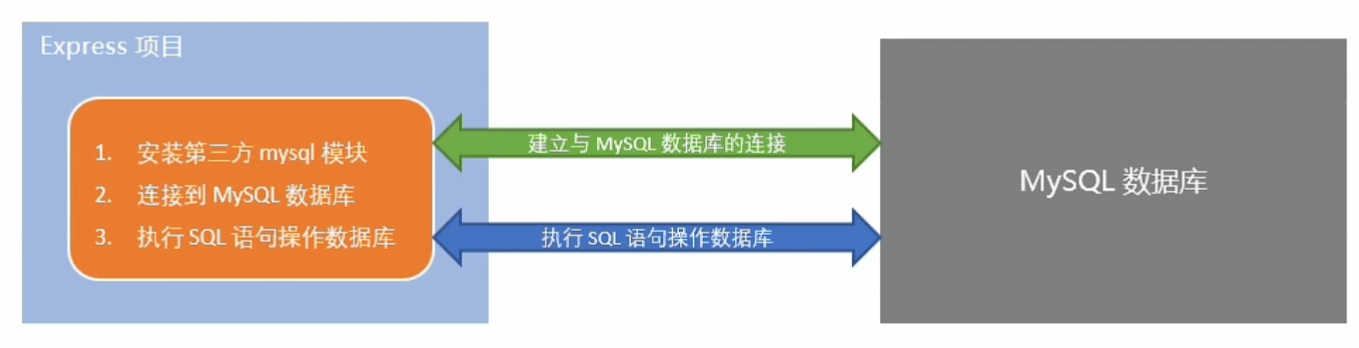 Express 项目
1. 安装第三方 mysql 模块
2. 连接到 MySQL 数据库
3. 执行 SQL 语句操作数据库
建立与 MySQL 数据库的连接
执行 SQL 语句操作数据库
MySQL 数据库